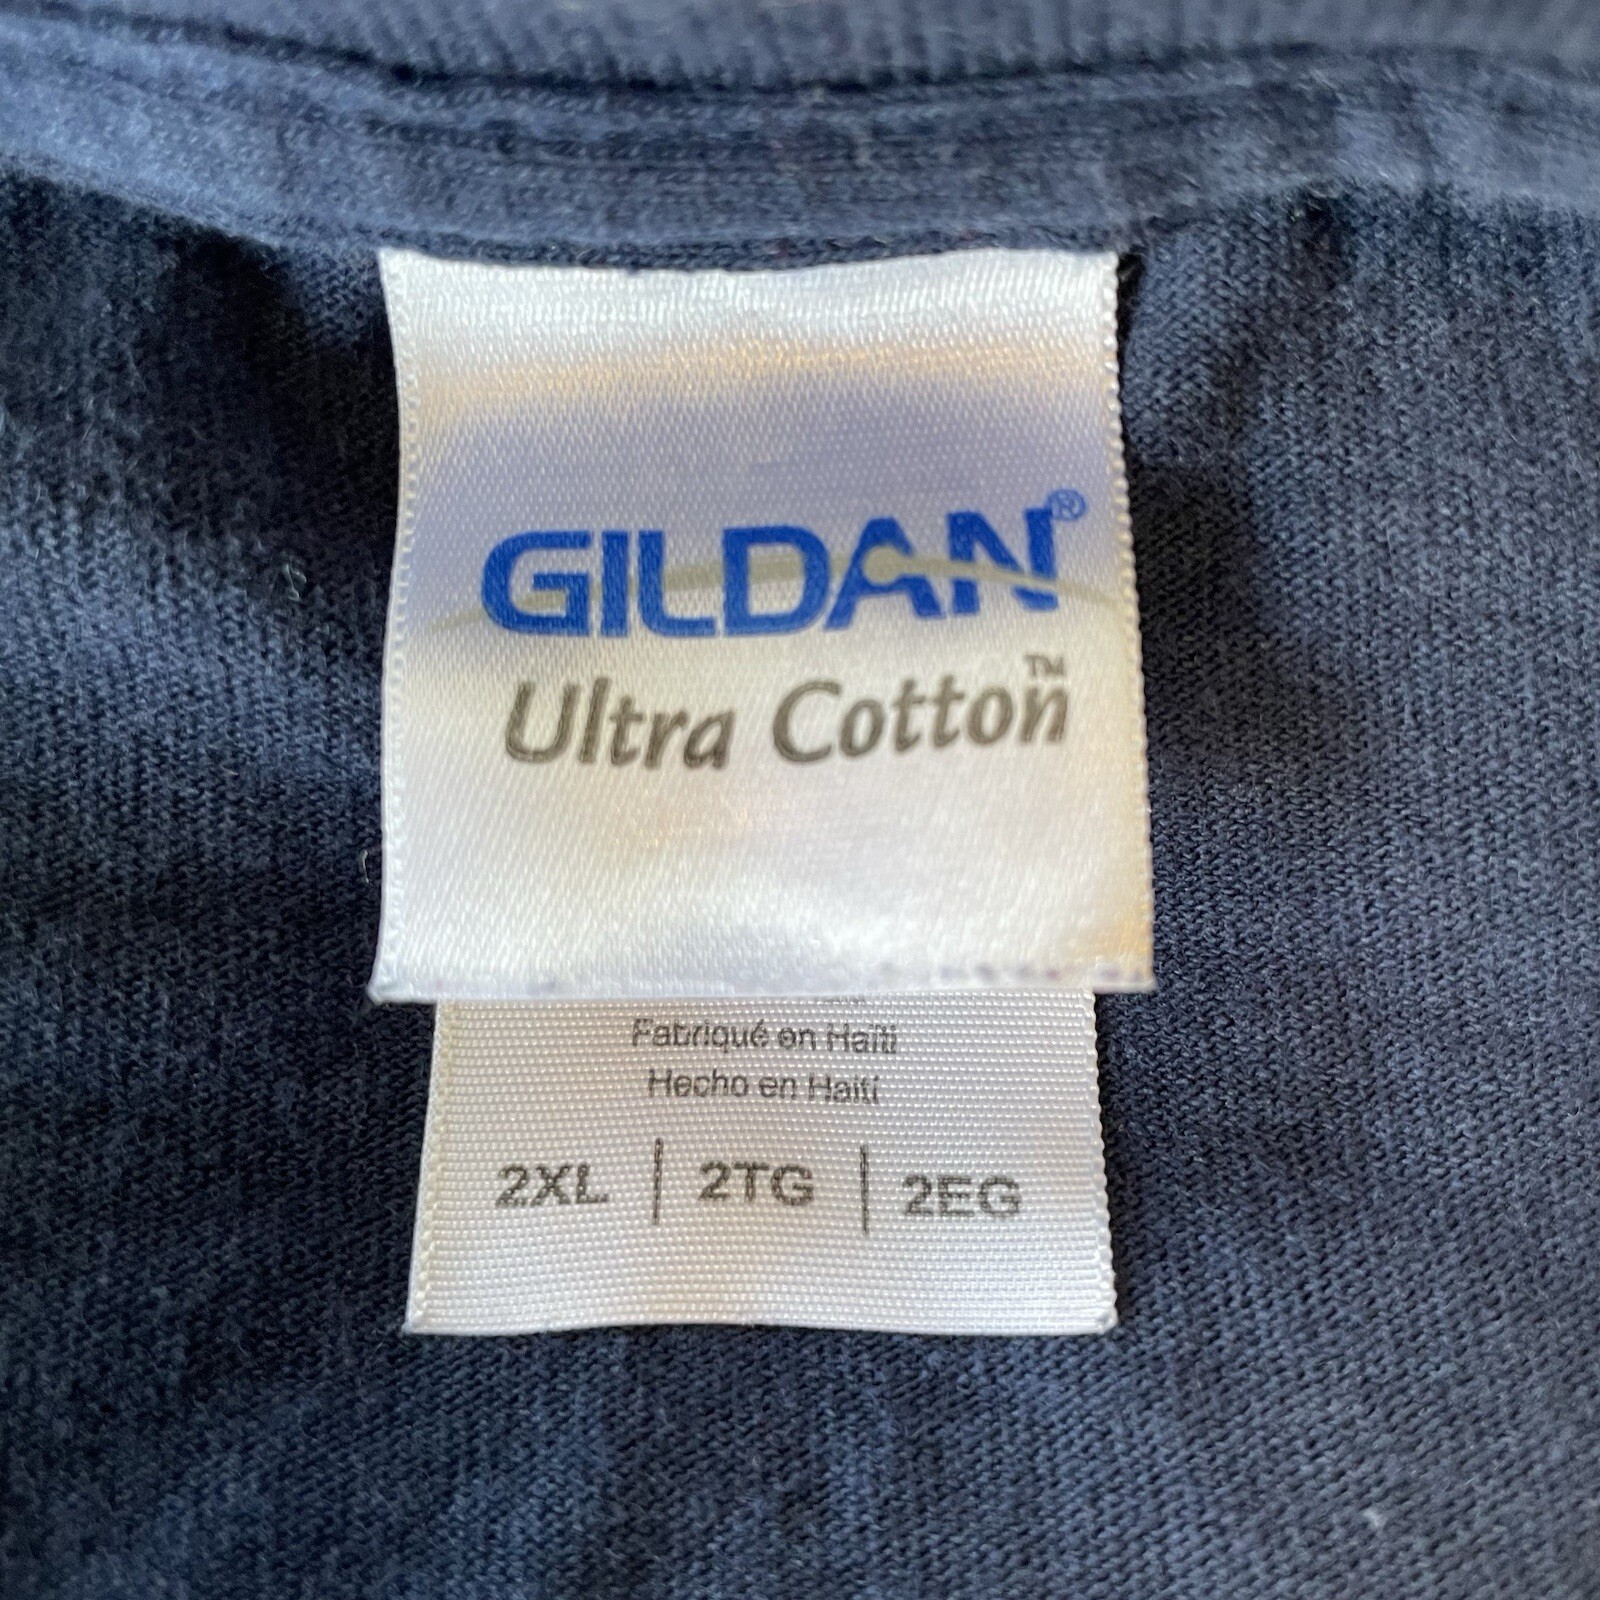 GILDAN®
Ultra Cotton™
Fabriqué en Haïti
Hecho en Haití
2XL | 2TG | 2EG